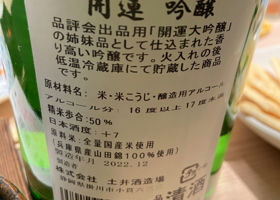 開運 吟醸
品評会出品用「開運大吟醸」
の姉妹品として仕込まれた香
り高い吟醸です。火入れの後
低温冷蔵庫にて貯蔵した商品
です。
原材料名: 米・米こうじ・醸造用アルコール
アルコール分: 16度以上17度未満
精米歩合: 50%
日本酒度: +7
原料米: 全量国産米使用
(兵庫県産山田錦100%使用)
製造年月 2022.12
株式会社 土井酒造場
静岡県掛川市小貫
清酒